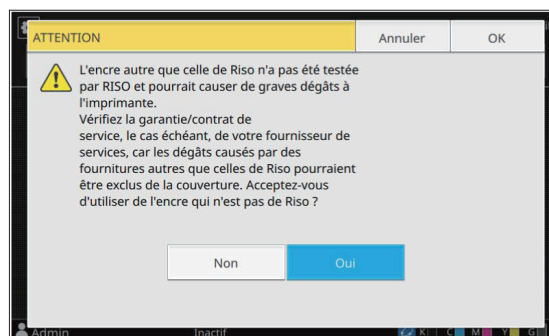 ATTENTION
Annuler
OK
L'encre autre que celle de Riso n'a pas été testée
par RISO et pourrait causer de graves dégâts à
l'imprimante.
Vérifiez la garantie/contrat de
service, le cas échéant, de votre fournisseur de
services, car les dégâts causés par des
fournitures autres que celles de Riso pourraient
être exclus de la couverture. Acceptez-vous
d'utiliser de l'encre qui n'est pas de Riso ?
Non
Oui
Admin
Inactif
K C M Y G